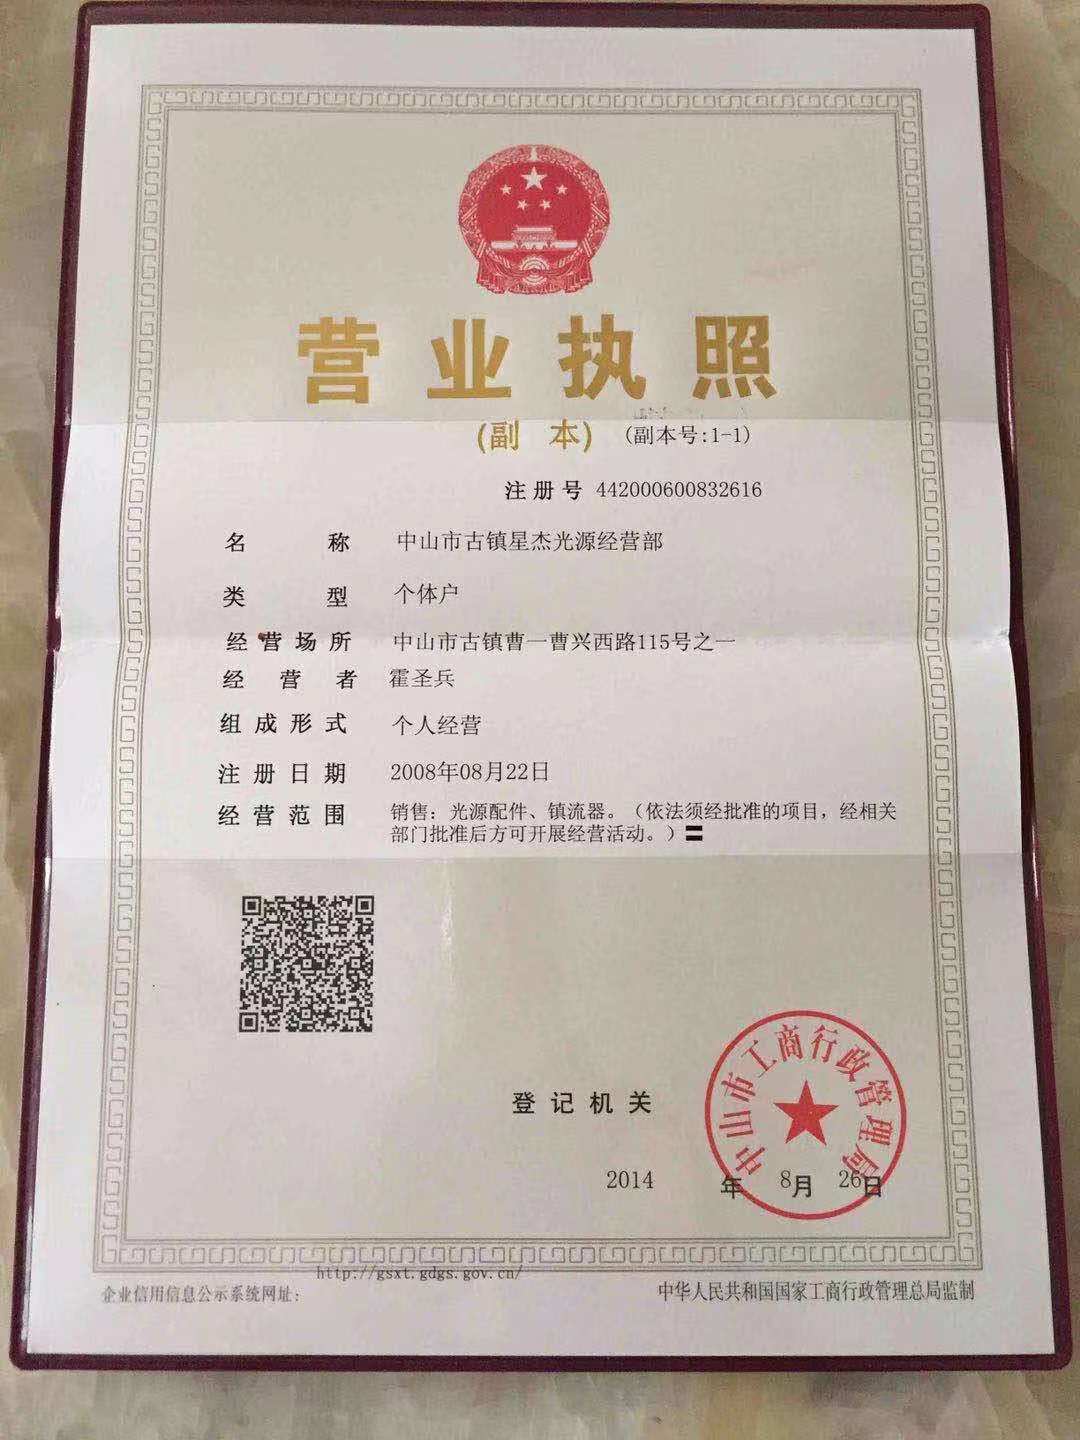 营业执照
(副 本) (副本号:1-1)
注册号 442000600832616
名 称 中山市古镇星杰光源经营部
类 型 个体户
经营场所 中山市古镇曹一曹兴西路115号之一
经 营 者 霍圣兵
组成形式 个人经营
注册日期 2008年08月22日
经营范围 销售：光源配件、镇流器。（依法须经批准的项目，经相关
部门批准后方可开展经营活动。）〓
中山市工商行政管理局
登记机关
2014 年 8月 26日
http://gsxt.gdgs.gov.cn/
企业信用信息公示系统网址：
中华人民共和国国家工商行政管理总局监制